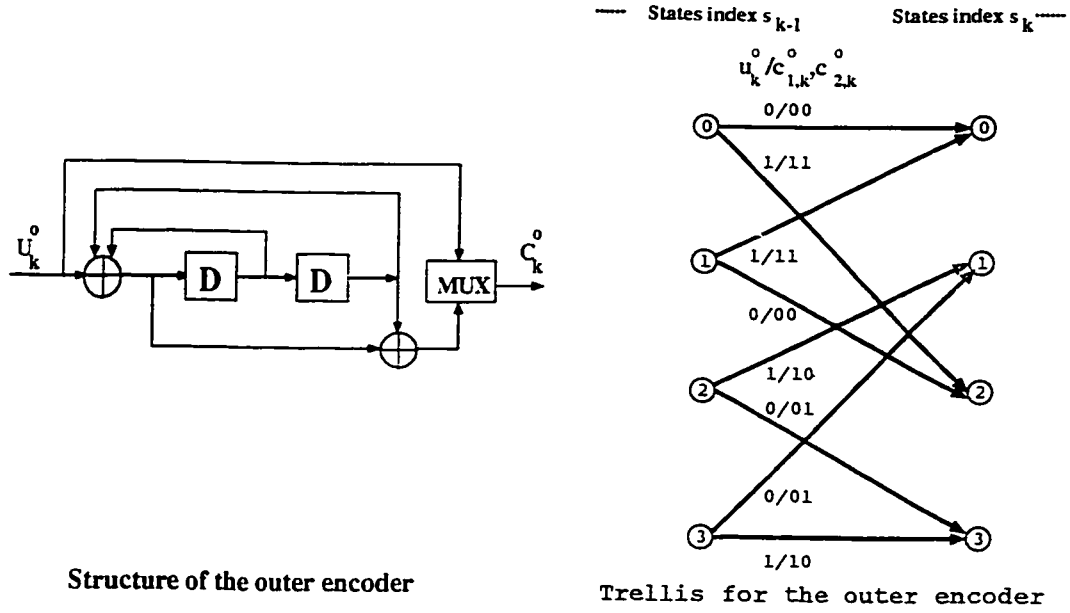 States index s k-1
States index s k
u k o / c 1,k o , c 2,k o
0/00
0
0
1/11
U k o
D
D
MUX
C k o
1
1/11
1
0/00
2
1/10
0/01
2
3
0/01
1/10
3
Structure of the outer encoder
Trellis for the outer encoder